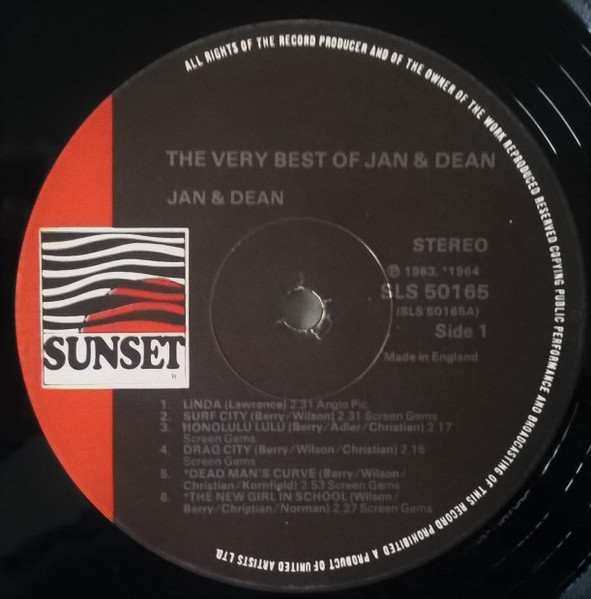 ALL RIGHTS OF THE RECORD PRODUCER AND OF THE OWNER OF THE WORK REPRODUCED RESERVED COPYING PUBLIC PERFORMANCE AND BROADCASTING OF THIS RECORD PROHIBITED A PRODUCT OF UNITED ARTISTS LTD.
THE VERY BEST OF JAN & DEAN
JAN & DEAN
STEREO
℗ 1963, *1964
SLS 50165
(SLS 50165A)
Side 1
Made in England
SUNSET
1. LINDA (Lawrence) 2.31 Anglo Pic.
2. SURF CITY (Berry/Wilson) 2.31 Screen Gems
3. HONOLULU LULU (Berry/Adler/Christian) 2 17
Screen Gems
4. DRAG CITY (Berry/Wilson/Christian) 2.15
Screen Gems
5. *DEAD MAN'S CURVE (Berry/Wilson/
Christian/Kornfield) 2.53 Screen Gems
6. *THE NEW GIRL IN SCHOOL (Wilson/
Berry/Christian/Norman) 2.27 Screen Gems